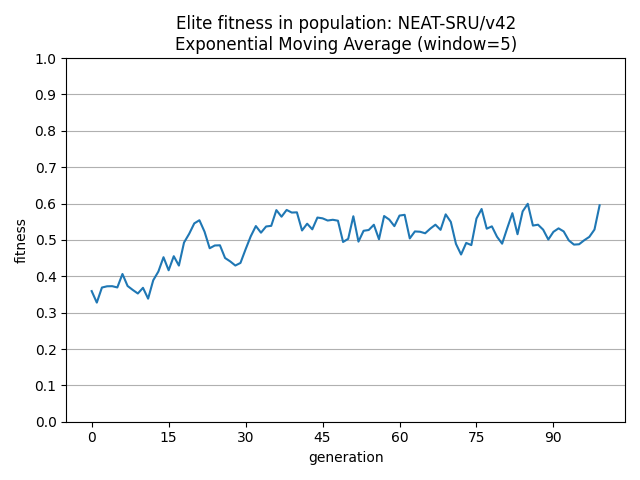 Elite fitness in population: NEAT-SRU/v42
Exponential Moving Average (window=5)
1.0
0.9
0.8
0.7
0.6
0.5
0.4
0.3
0.2
0.1
0.0
fitness
0 15 30 45 60 75 90
generation